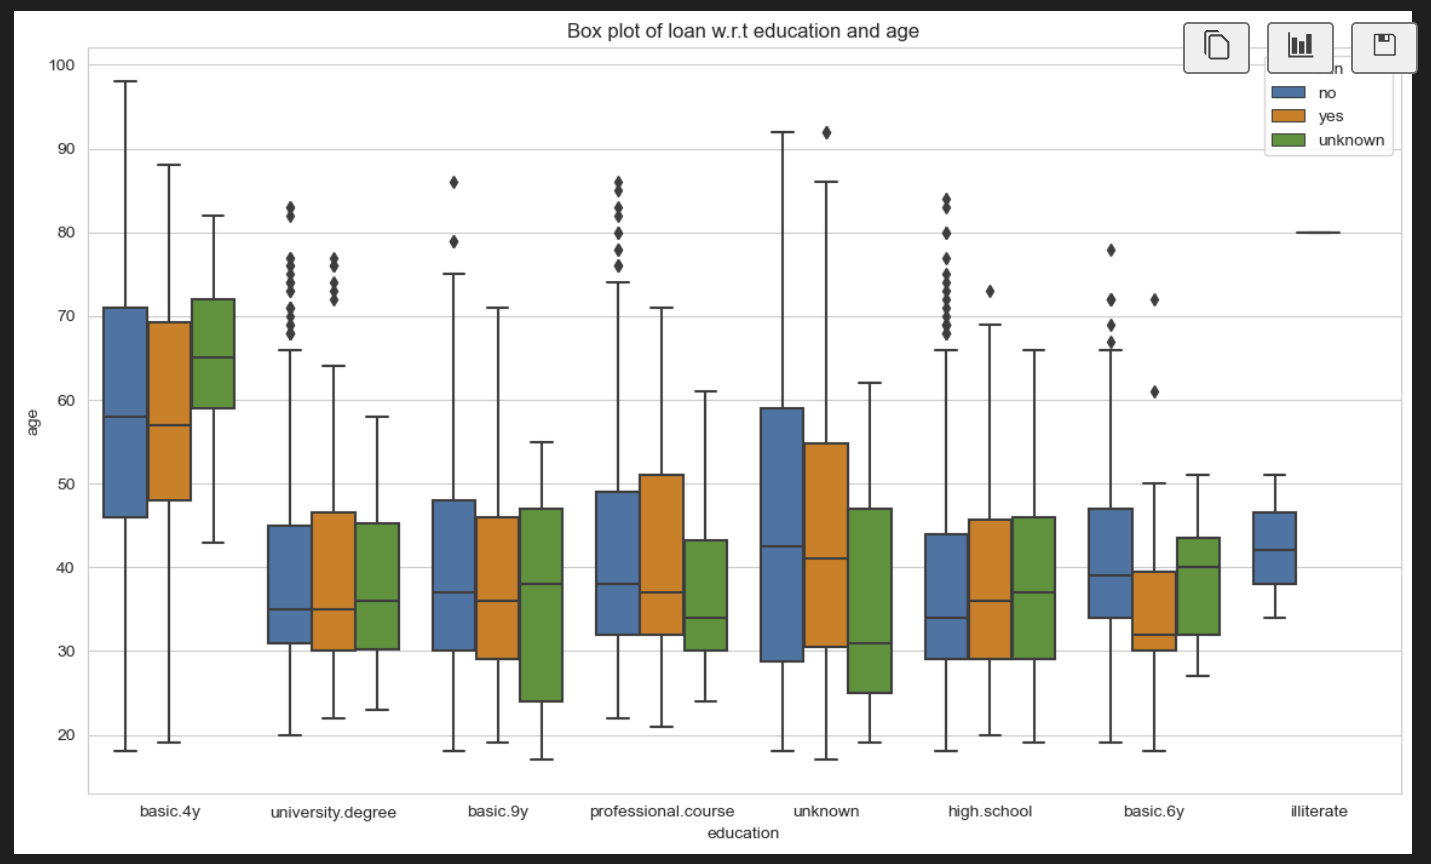 Box plot of loan w.r.t education and age
no
yes
unknown
100
90
80
70
60
50
40
30
20
age
basic.4y university.degree basic.9y professional.course unknown high.school basic.6y illiterate
education